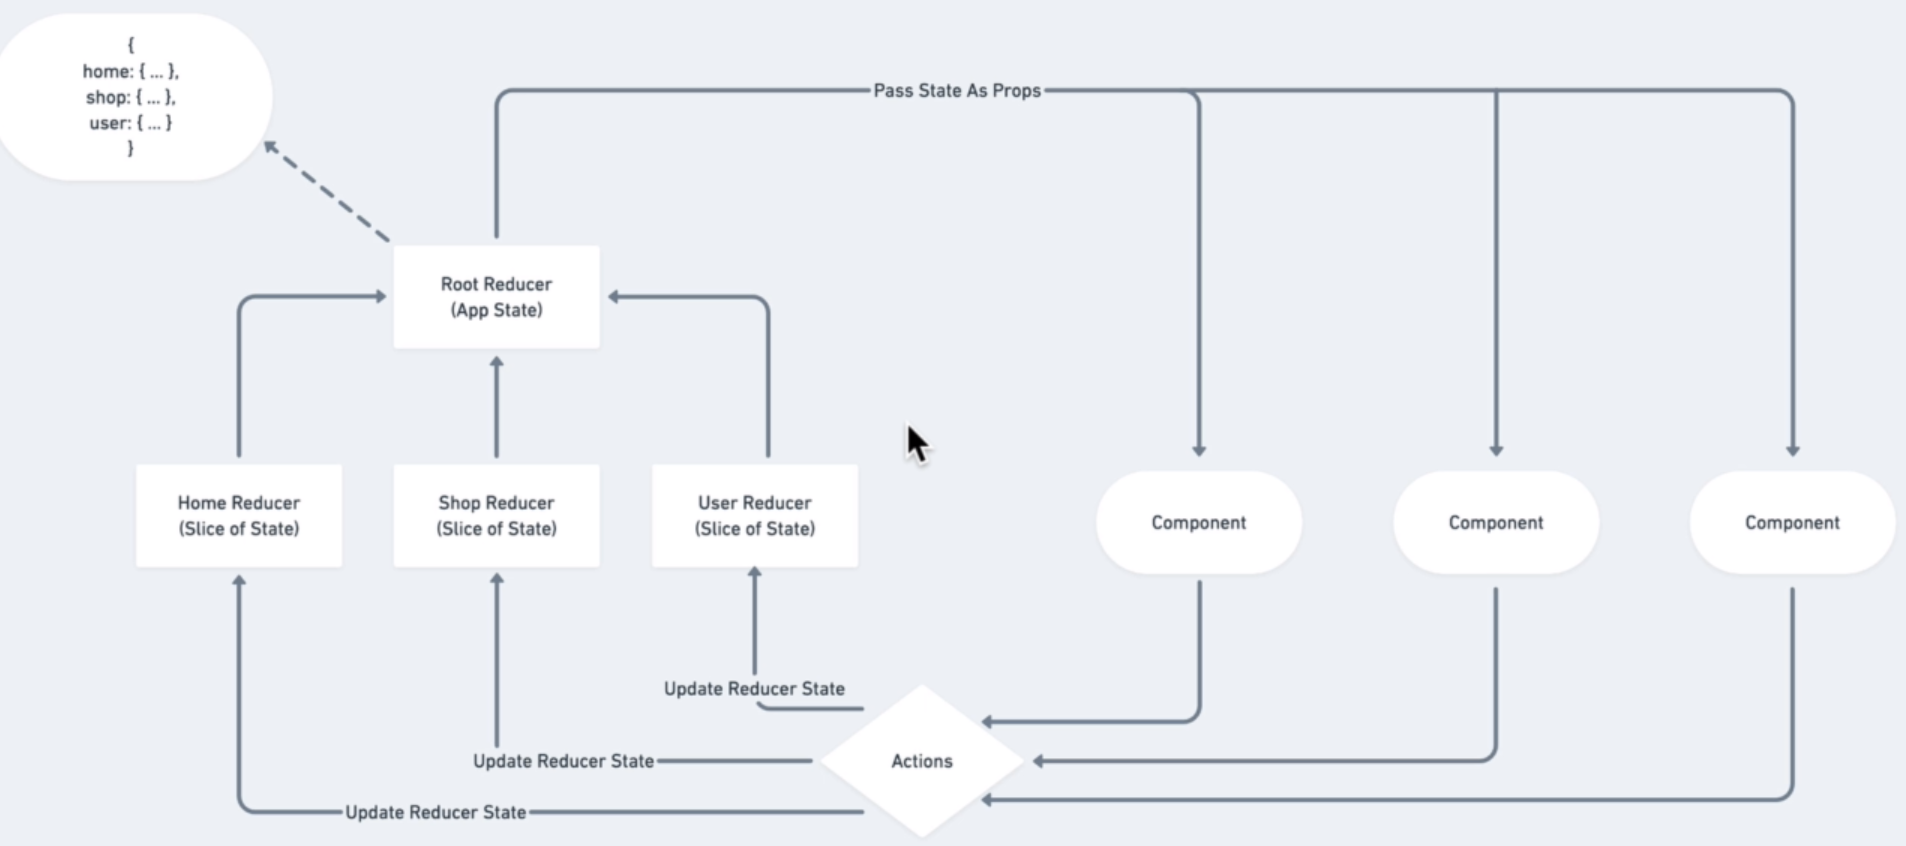 {
home: { ... },
shop: { ... },
user: { ... }
}
Pass State As Props
Root Reducer
(App State)
Home Reducer
(Slice of State)
Shop Reducer
(Slice of State)
User Reducer
(Slice of State)
Component
Component
Component
Update Reducer State
Update Reducer State
Actions
Update Reducer State